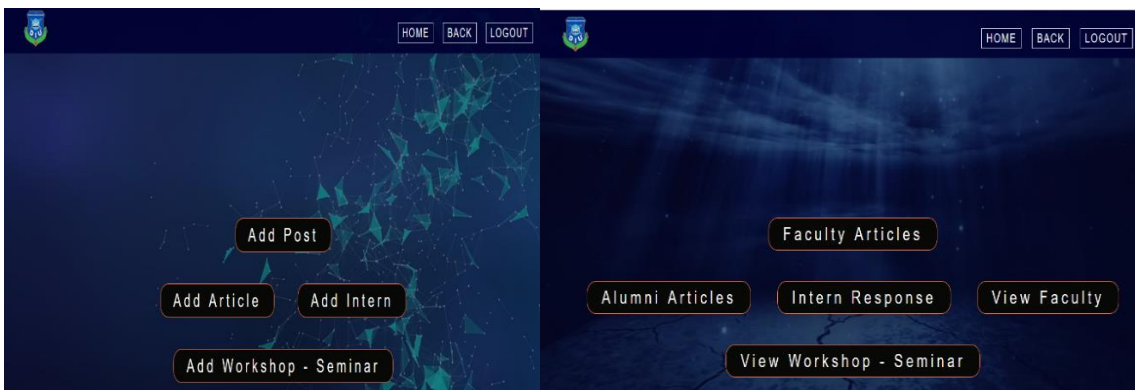 HOME BACK LOGOUT
Add Post
Add Article Add Intern
Add Workshop - Seminar
HOME BACK LOGOUT
Faculty Articles
Alumni Articles Intern Response View Faculty
View Workshop - Seminar